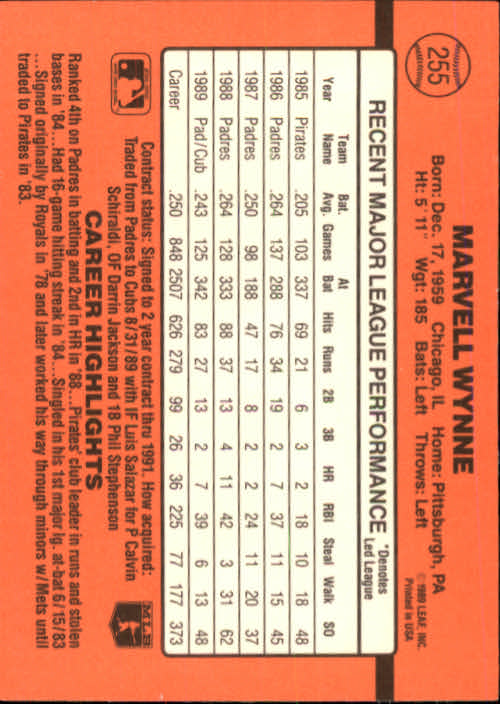 255
MARVELL WYNNE
© 1989 LEAF, INC.
Printed in USA
Born: Dec. 17, 1959 Chicago, IL Home: Pittsburgh, PA
Ht: 5' 11" Wgt: 185 Bats: Left Throws: Left
RECENT MAJOR LEAGUE PERFORMANCE *Denotes Led League
Year Team Name Bat. Avg. Games At Bat Hits Runs 2B 3B HR RBI Steal Walk SO
1985 Pirates .205 103 337 69 21 6 3 2 18 10 18 48
1986 Padres .264 137 288 76 34 19 2 7 37 11 15 45
1987 Padres .250 98 188 47 17 8 2 2 24 11 20 37
1988 Padres .264 128 333 88 37 13 4 11 42 3 31 62
1989 Pad/Cub .243 125 342 83 27 13 2 7 39 6 13 48
Career .250 848 2507 626 279 99 26 36 225 77 177 373
Contract status: Signed to 2 year contract thru 1991. How acquired:
Traded from Padres to Cubs 8/31/89 with IF Luis Salazar for P Calvin
Schiraldi, OF Darrin Jackson and 1B Phil Stephenson
MLB
CAREER HIGHLIGHTS
Ranked 4th on Padres in batting and 2nd in HR in '88...Pirates' club leader in runs and stolen
bases in '84...Had 16-game hitting streak in '84...Singled in his 1st major lg. at-bat 6/15/83
...Signed originally by Royals in '78 and later worked his way through minors w/Mets until
traded to Pirates in '83.